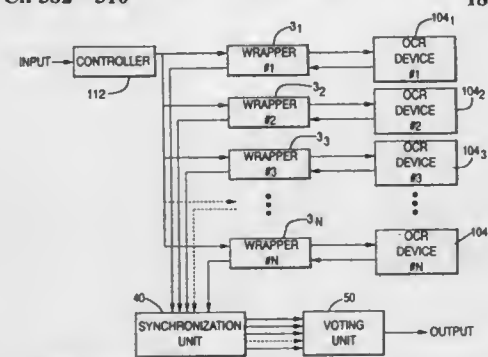 18
3₁
104₁
INPUT
CONTROLLER
WRAPPER
#1
OCR
DEVICE
#1
112
3₂
104₂
WRAPPER
#2
OCR
DEVICE
#2
3₃
104₃
WRAPPER
#3
OCR
DEVICE
#3
3N
104
WRAPPER
#N
OCR
DEVICE
#N
40
50
SYNCHRONIZATION
UNIT
VOTING
UNIT
OUTPUT